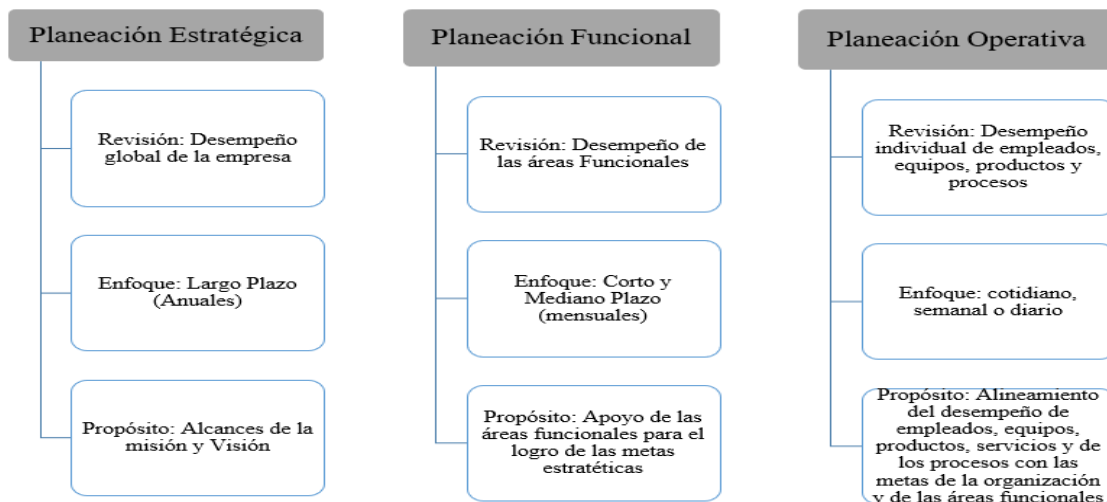 Planeación Estratégica
Revisión: Desempeño
global de la empresa
Enfoque: Largo Plazo
(Anuales)
Propósito: Alcances de la
misión y Visión
Planeación Funcional
Revisión: Desempeño de
las áreas Funcionales
Enfoque: Corto y
Mediano Plazo
(mensuales)
Propósito: Apoyo de las
áreas funcionales para el
logro de las metas
estratéticas
Planeación Operativa
Revisión: Desempeño
individual de empleados,
equipos, productos y
procesos
Enfoque: cotidiano,
semanal o diario
Propósito: Alineamiento
del desempeño de
empleados, equipos,
productos, servicios y de
los procesos con las
metas de la organización
y de las áreas funcionales